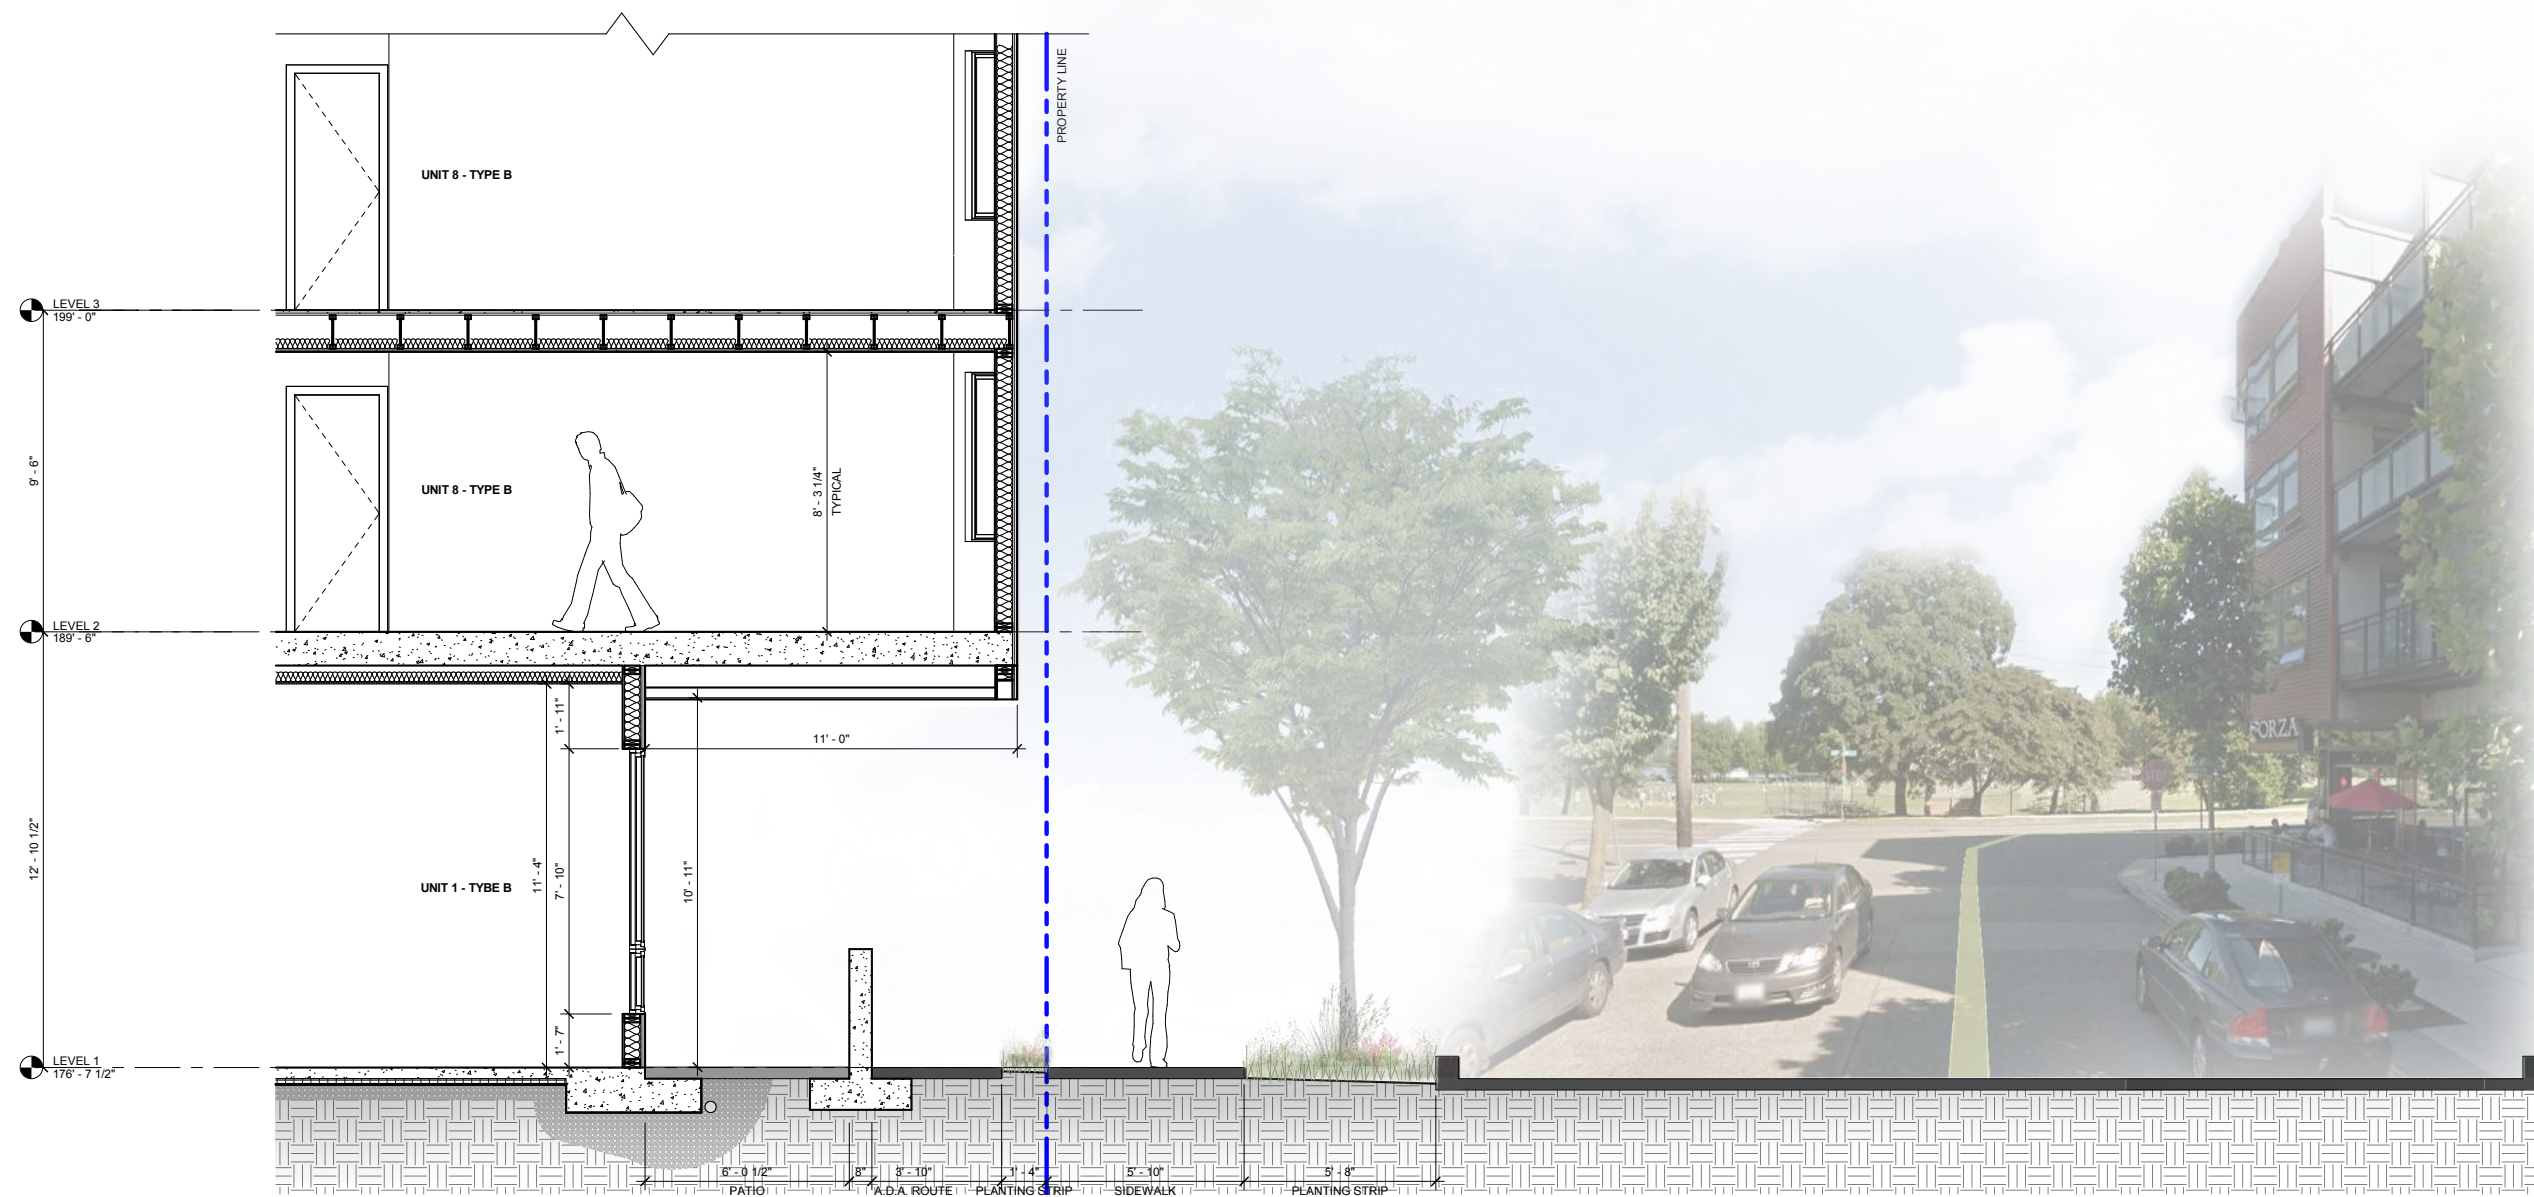 PROPERTY LINE
UNIT 8 - TYPE B
LEVEL 3
199' - 0"
9' - 6"
UNIT 8 - TYPE B
8' - 3 1/4"
TYPICAL
LEVEL 2
189' - 6"
1' - 11"
11' - 0"
FORZA
12' - 10 1/2"
UNIT 1 - TYBE B
11' - 4"
7' - 10"
10' - 11"
1' - 7"
LEVEL 1
176' - 7 1/2"
6' - 0 1/2"
8"
3' - 10"
1' - 4"
5' - 10"
5' - 8"
PATIO
A.D.A. ROUTE
PLANTING STRIP
SIDEWALK
PLANTING STRIP